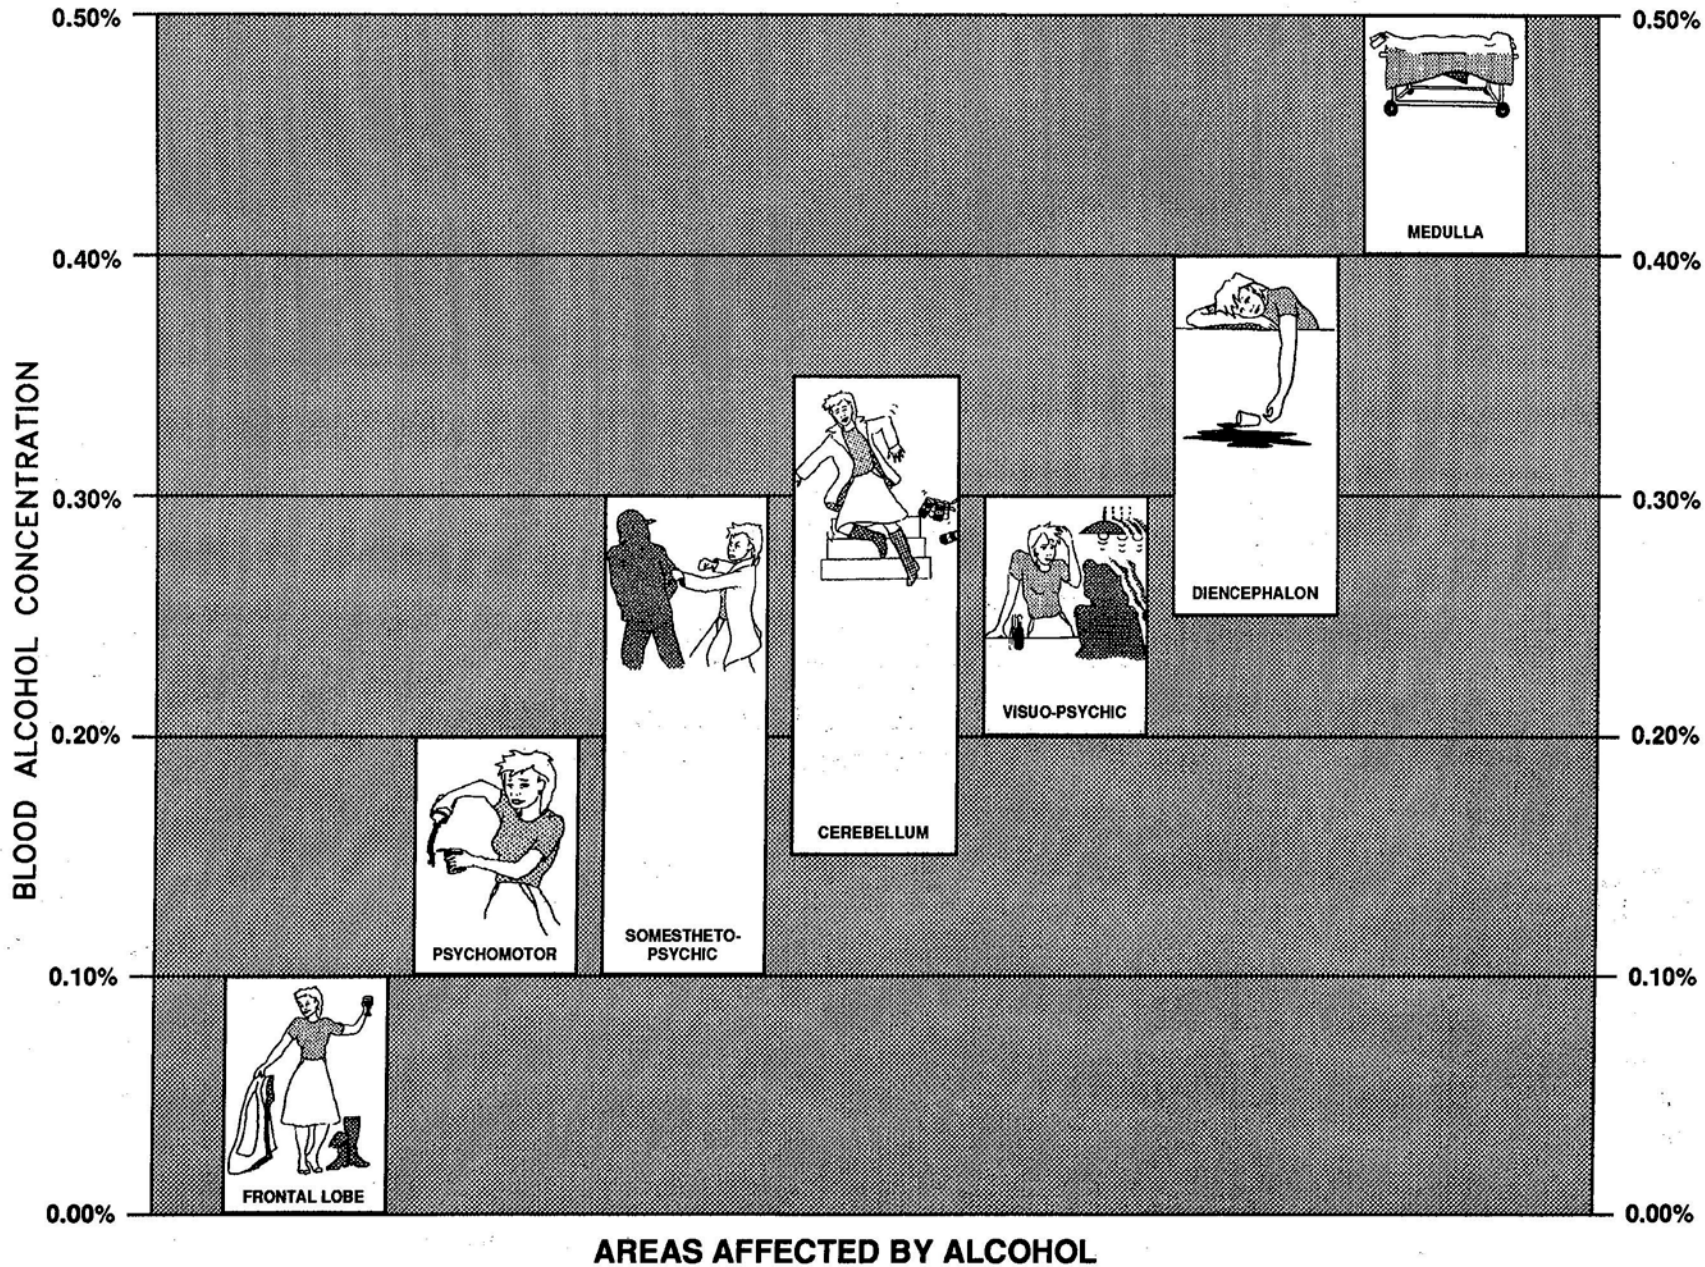 0.50%
0.50%
MEDULLA
0.40%
0.40%
DIENCEPHALON
0.30%
0.30%
VISUO-PSYCHIC
0.20%
0.20%
CEREBELLUM
SOMESTHETO-
PSYCHIC
PSYCHOMOTOR
0.10%
0.10%
FRONTAL LOBE
0.00%
0.00%
BLOOD ALCOHOL CONCENTRATION
AREAS AFFECTED BY ALCOHOL